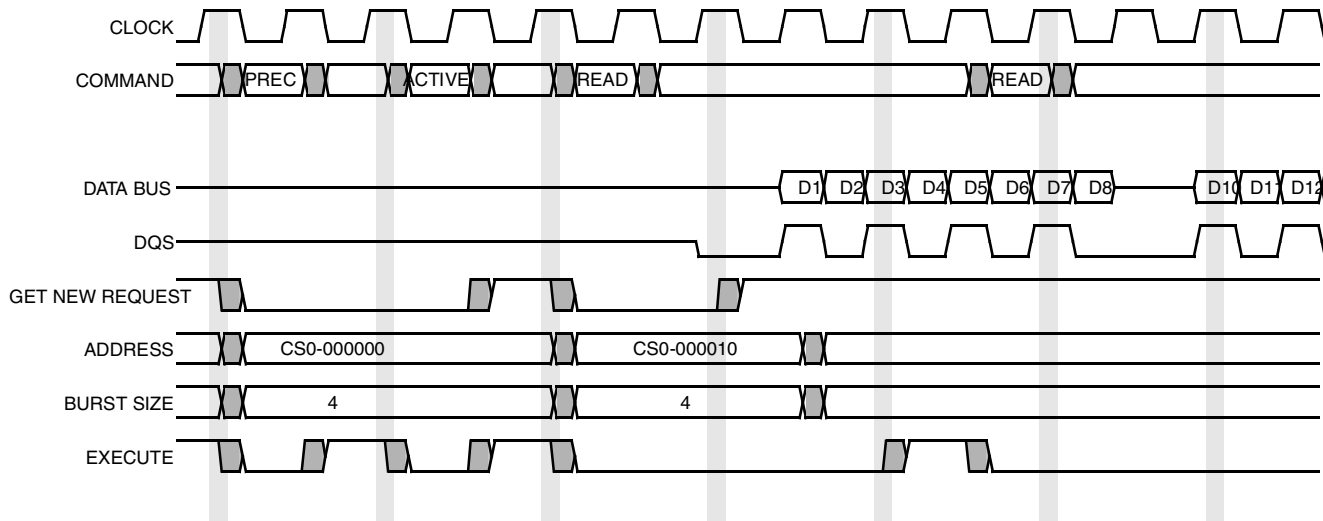 CLOCK
COMMAND PREC ACTIVE READ READ
DATA BUS D1 D2 D3 D4 D5 D6 D7 D8 D10 D11 D12
DQS
GET NEW REQUEST
ADDRESS CS0-000000 CS0-000010
BURST SIZE 4 4
EXECUTE